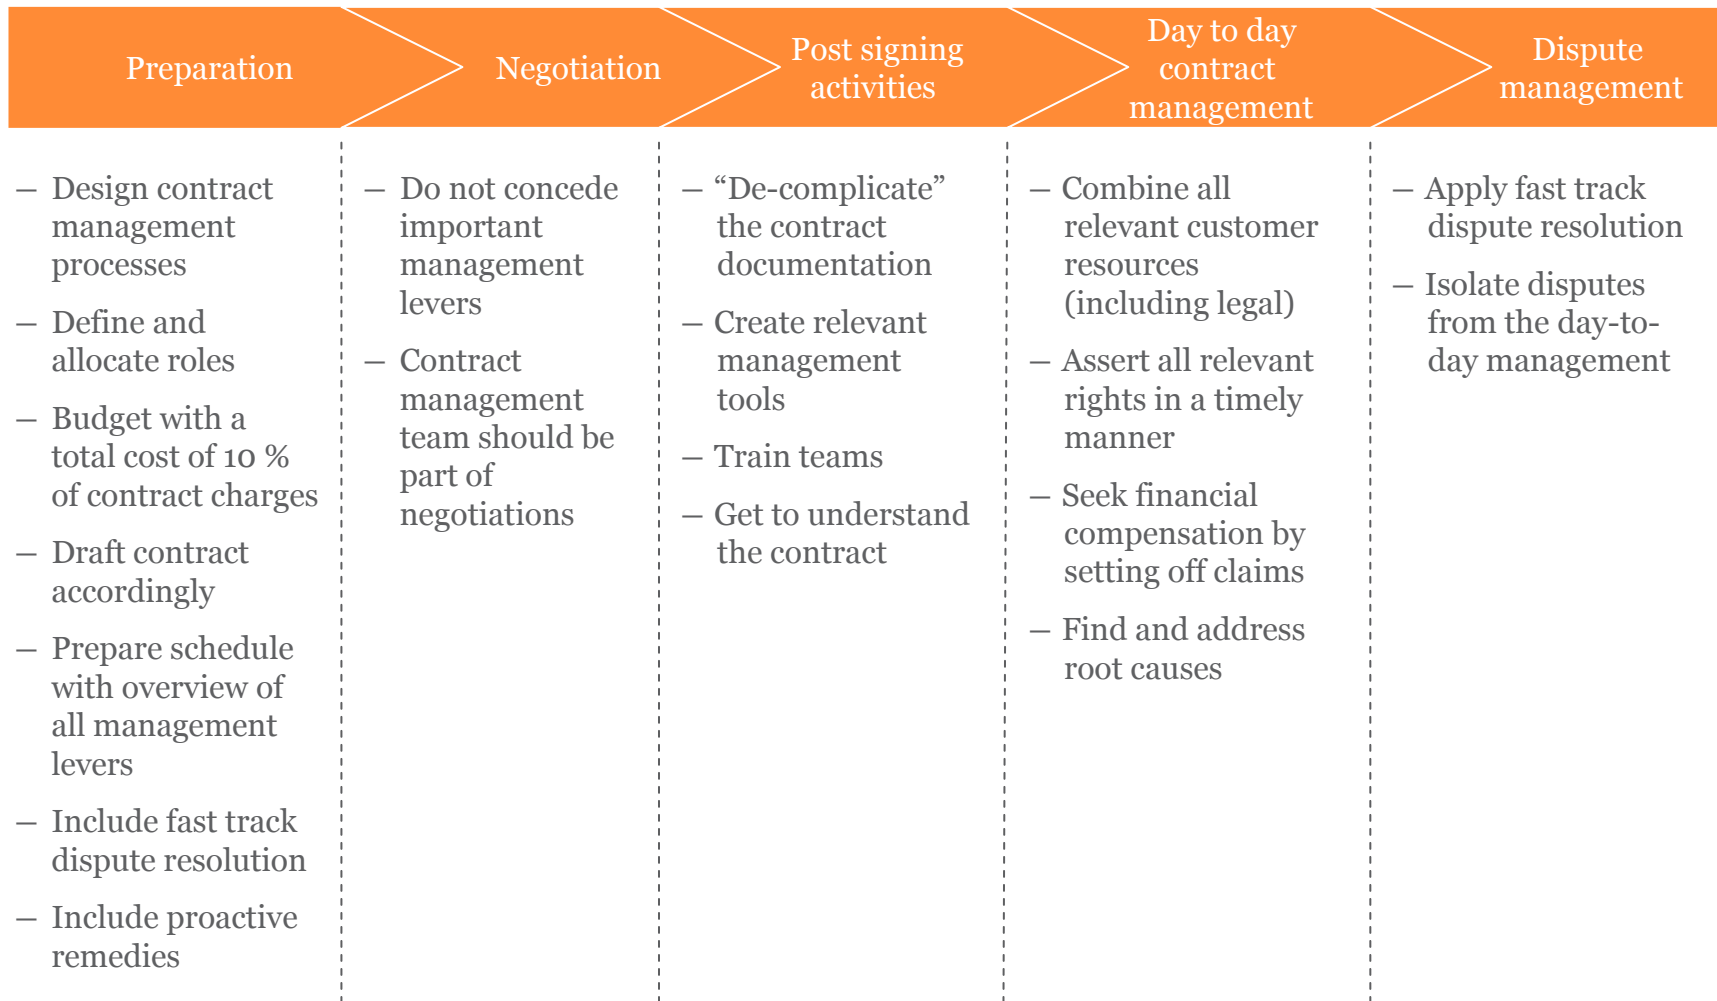 Preparation
Negotiation
Post signing
activities
Day to day
contract
management
Dispute
management
— Design contract
management
processes
— Define and
allocate roles
— Budget with a
total cost of 10 %
of contract charges
— Draft contract
accordingly
— Prepare schedule
with overview of
all management
levers
— Include fast track
dispute resolution
— Include proactive
remedies
— Do not concede
important
management
levers
— Contract
management
team should be
part of
negotiations
— “De-complicate”
the contract
documentation
— Create relevant
management
tools
— Train teams
— Get to understand
the contract
— Combine all
relevant customer
resources
(including legal)
— Assert all relevant
rights in a timely
manner
— Seek financial
compensation by
setting off claims
— Find and address
root causes
— Apply fast track
dispute resolution
— Isolate disputes
from the day-to-
day management